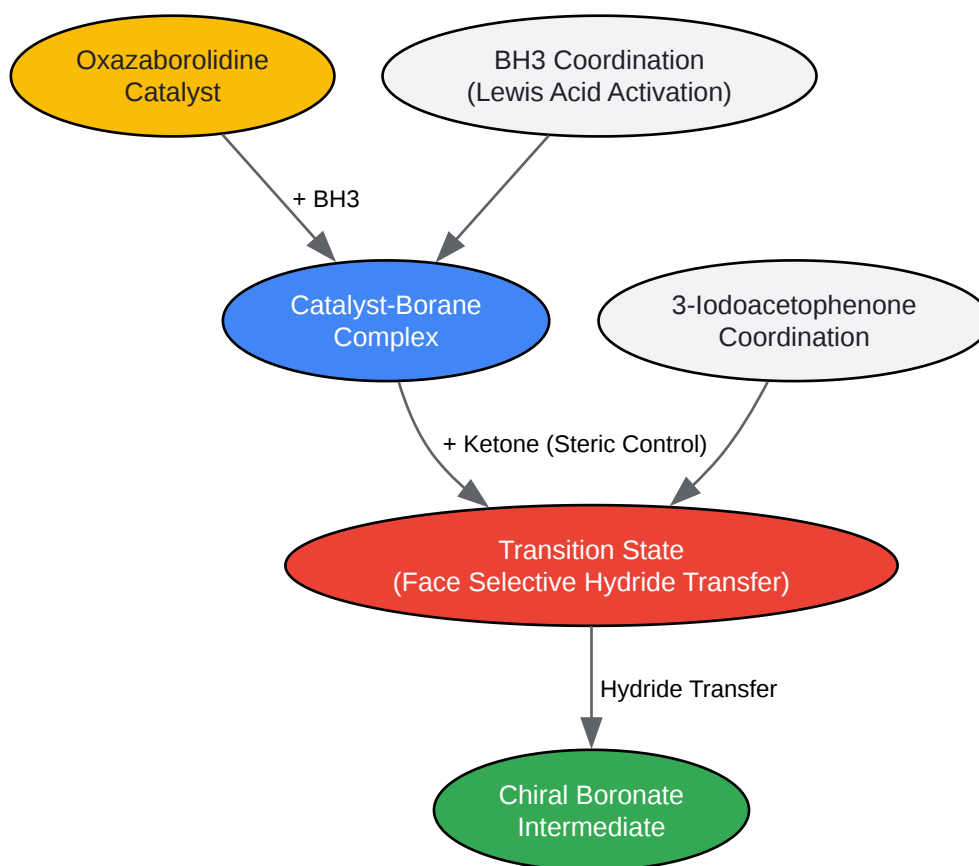 Oxazaborolidine
Catalyst
BH3 Coordination
(Lewis Acid Activation)
+ BH3
Catalyst-Borane
Complex
3-Iodoacetophenone
Coordination
+ Ketone (Steric Control)
Transition State
(Face Selective Hydride Transfer)
Hydride Transfer
Chiral Boronate
Intermediate